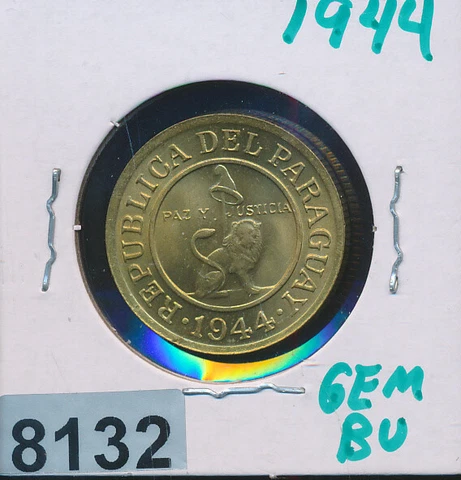 1944
REPUBLICA DEL PARAGUAY
PAZ Y JUSTICIA
· 1944 ·
GEM
BU
8132